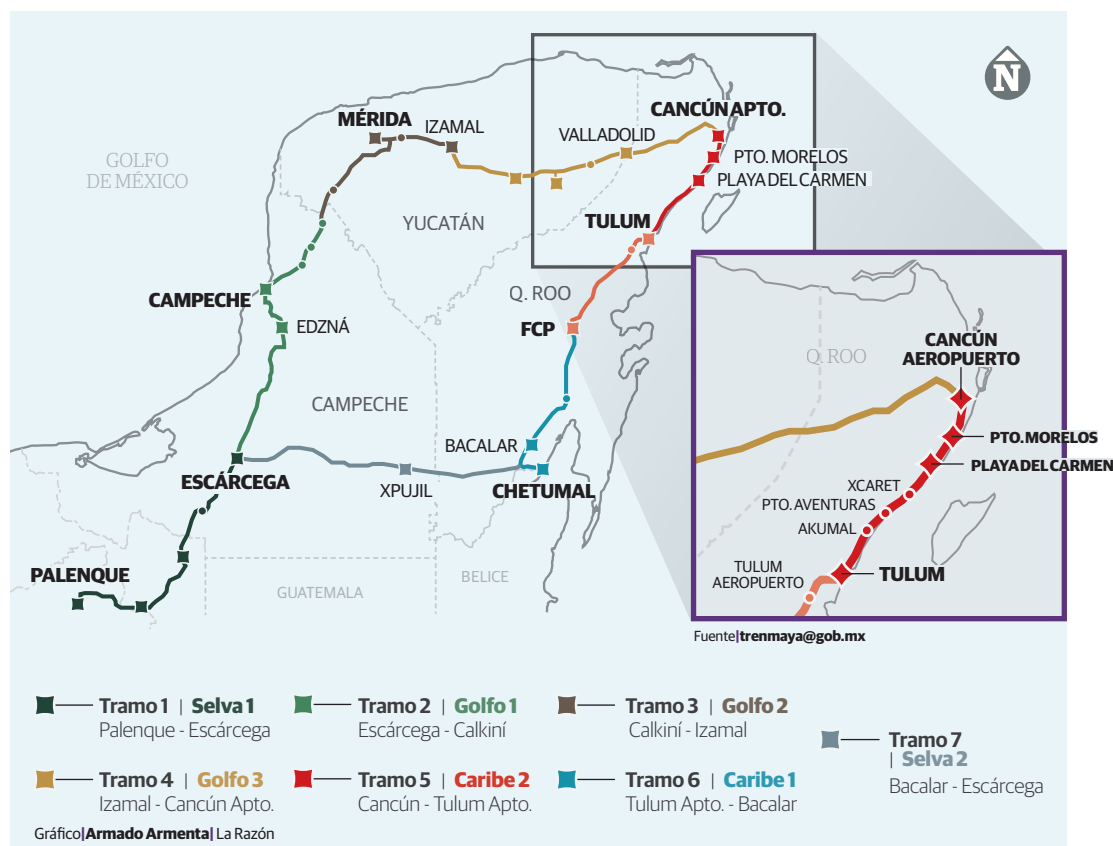 N
CANCÚN APTO.
MÉRIDA
IZAMAL
VALLADOLID
GOLFO
DE MÉXICO
PTO. MORELOS
PLAYA DEL CARMEN
YUCATÁN
TULUM
CAMPECHE
Q. ROO
EDZNÁ
FCP
CAMPECHE
BACALAR
ESCÁRCEGA
XPUJIL
CHETUMAL
PALENQUE
GUATEMALA
BELICE
Q. ROO
CANCÚN
AEROPUERTO
PTO. MORELOS
PLAYA DEL CARMEN
XCARET
PTO. AVENTURAS
AKUMAL
TULUM
AEROPUERTO
TULUM
Fuente|trenmaya@gob.mx
Tramo 1 | Selva 1
Palenque - Escárcega
Tramo 2 | Golfo 1
Escárcega - Calkiní
Tramo 3 | Golfo 2
Calkiní - Izamal
Tramo 4 | Golfo 3
Izamal - Cancún Apto.
Tramo 5 | Caribe 2
Cancún - Tulum Apto.
Tramo 6 | Caribe 1
Tulum Apto. - Bacalar
Tramo 7
| Selva 2
Bacalar - Escárcega
Gráfico|Armado Armenta| La Razón